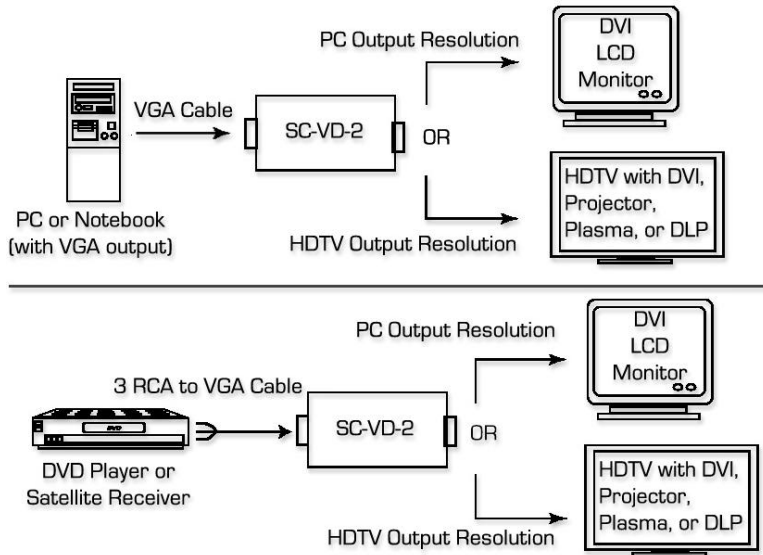 PC Output Resolution
DVI
LCD
Monitor
VGA Cable
SC-VD-2
OR
PC or Notebook
(with VGA output)
HDTV with DVI,
Projector,
Plasma, or DLP
HDTV Output Resolution
PC Output Resolution
DVI
LCD
Monitor
3 RCA to VGA Cable
DVD
SC-VD-2
OR
DVD Player or
Satellite Receiver
HDTV with DVI,
Projector,
Plasma, or DLP
HDTV Output Resolution